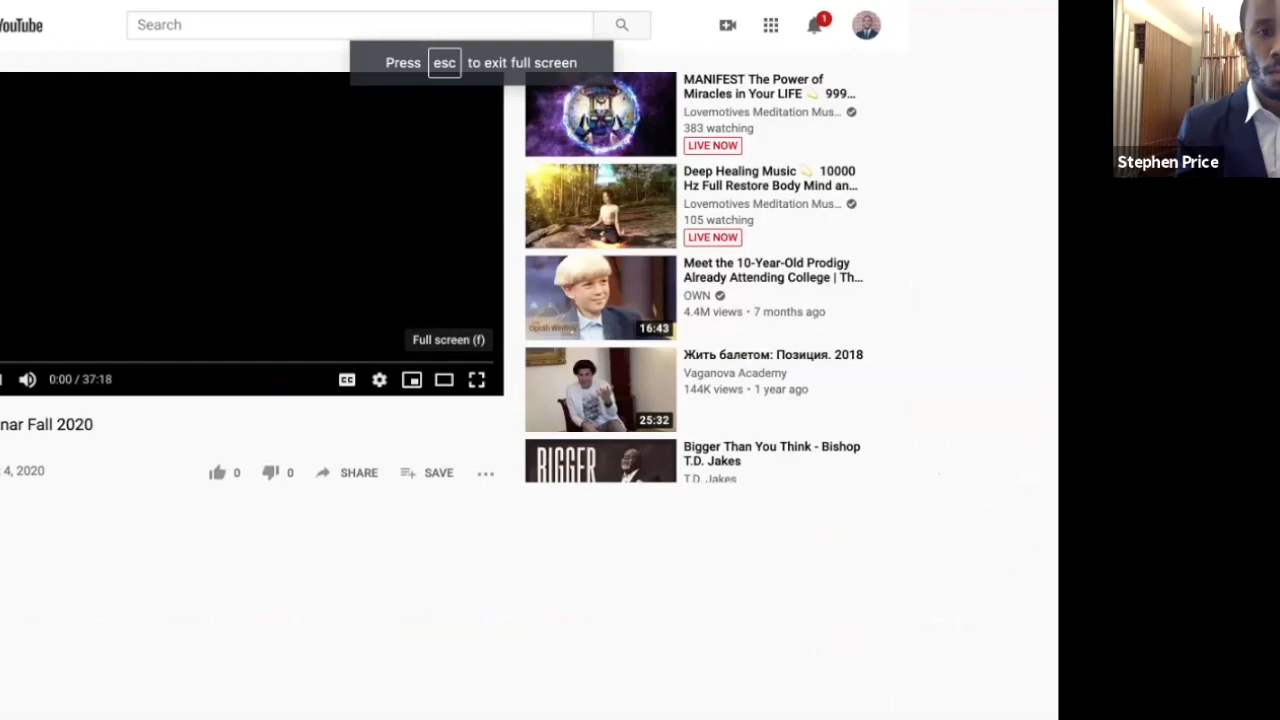 YouTube
Search
1
Press esc to exit full screen
MANIFEST The Power of
Miracles in Your LIFE 💫 999...
Lovemotives Meditation Mus...
383 watching
LIVE NOW
Deep Healing Music 💫 10000
Hz Full Restore Body Mind an...
Lovemotives Meditation Mus...
105 watching
LIVE NOW
Meet the 10-Year-Old Prodigy
Already Attending College | Th...
OWN
4.4M views • 7 months ago
16:43
Жить балетом: Позиция. 2018
Vaganova Academy
144K views • 1 year ago
25:32
BIGGER
Bigger Than You Think - Bishop
T.D. Jakes
T.D. Jakes
Full screen (f)
0:00 / 37:18
CC
nar Fall 2020
4, 2020
0
0
SHARE
SAVE
Stephen Price